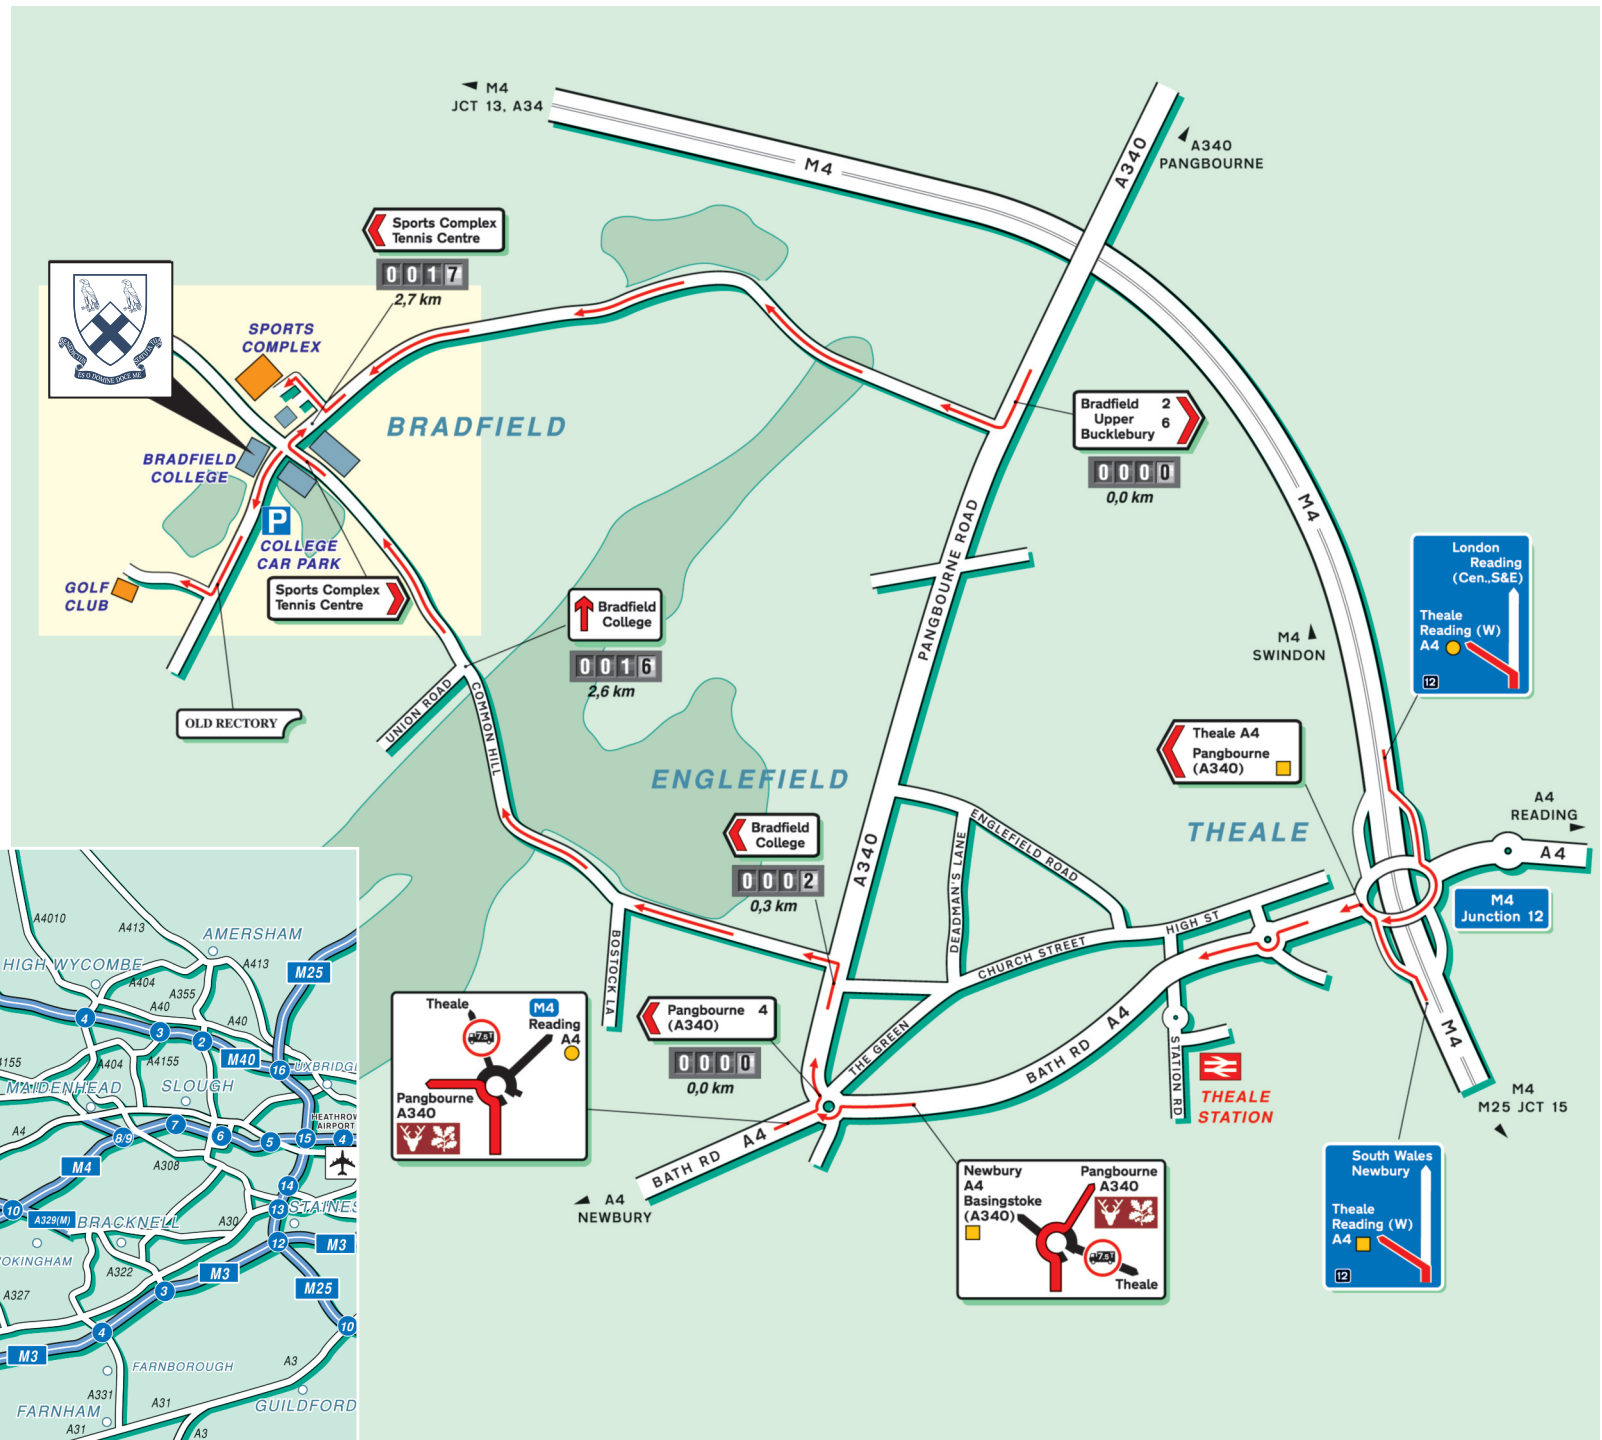 M4
JCT 13, A34
M4
A340
A340
PANGBOURNE
Sports Complex
Tennis Centre
0017
2,7 km
SPORTS
COMPLEX
ES O DOMINE DOCE ME
BRADFIELD
BRADFIELD
COLLEGE
P
COLLEGE
CAR PARK
GOLF
CLUB
Sports Complex
Tennis Centre
OLD RECTORY
Bradfield 2
Upper
Bucklebury 6
0000
0,0 km
M4
PANGBOURNE ROAD
Bradfield
College
0016
2,6 km
UNION ROAD
COMMON HILL
M4
SWINDON
London
Reading
(Cen.,S&E)
Theale
Reading (W)
A4
12
Theale A4
Pangbourne
(A340)
ENGLEFIELD
THEALE
A4
READING
A4
M4
Junction 12
Bradfield
College
0002
0,3 km
A340
ENGLEFIELD ROAD
DEADMAN'S LANE
HIGH ST
CHURCH STREET
BOSTOCK LA
THE GREEN
Pangbourne 4
(A340)
0000
0,0 km
Theale
7.5T
M4
Reading
A4
Pangbourne
A340
BATH RD A4
BATH RD A4
STATION RD
THEALE
STATION
M4
M4
M25 JCT 15
A4
NEWBURY
Newbury
A4
Basingstoke
(A340)
Pangbourne
A340
7.5T
Theale
South Wales
Newbury
Theale
Reading (W)
A4
12
A4010
A413
AMERSHAM
A413
M25
HIGH WYCOMBE
A404
A355
A40
A40
4
3
2
M40
16
UXBRIDGE
A404
A4155
MAIDENHEAD
SLOUGH
HEATHROW
AIRPORT
A4
8/9
7
6
5
15
4
M4
A308
14
10
A329(M)
BRACKNELL
A30
13
STAINES
12
M3
A322
M3
M25
A327
3
4
10
M3
FARNBOROUGH
A3
A331
FARNHAM
A31
GUILDFORD
A31
A3